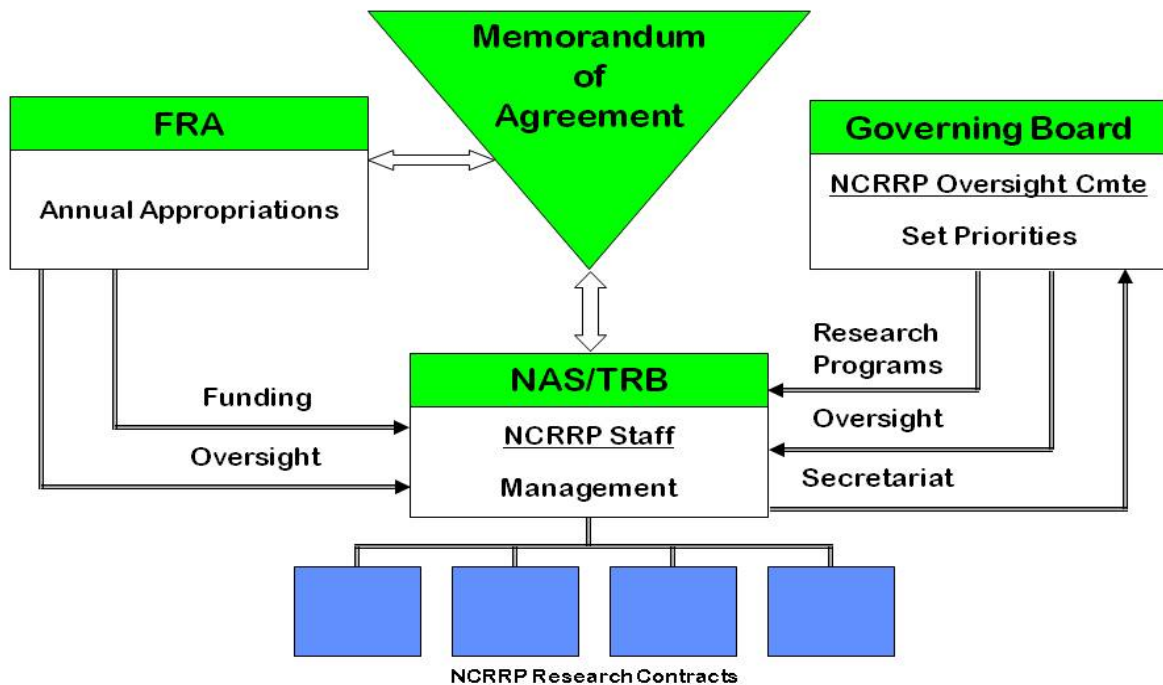 Memorandum
of
Agreement
FRA
Annual Appropriations
Governing Board
NCRRP Oversight Cmte
Set Priorities
Funding
Oversight
NAS/TRB
NCRRP Staff
Management
Research
Programs
Oversight
Secretariat
NCRRP Research Contracts